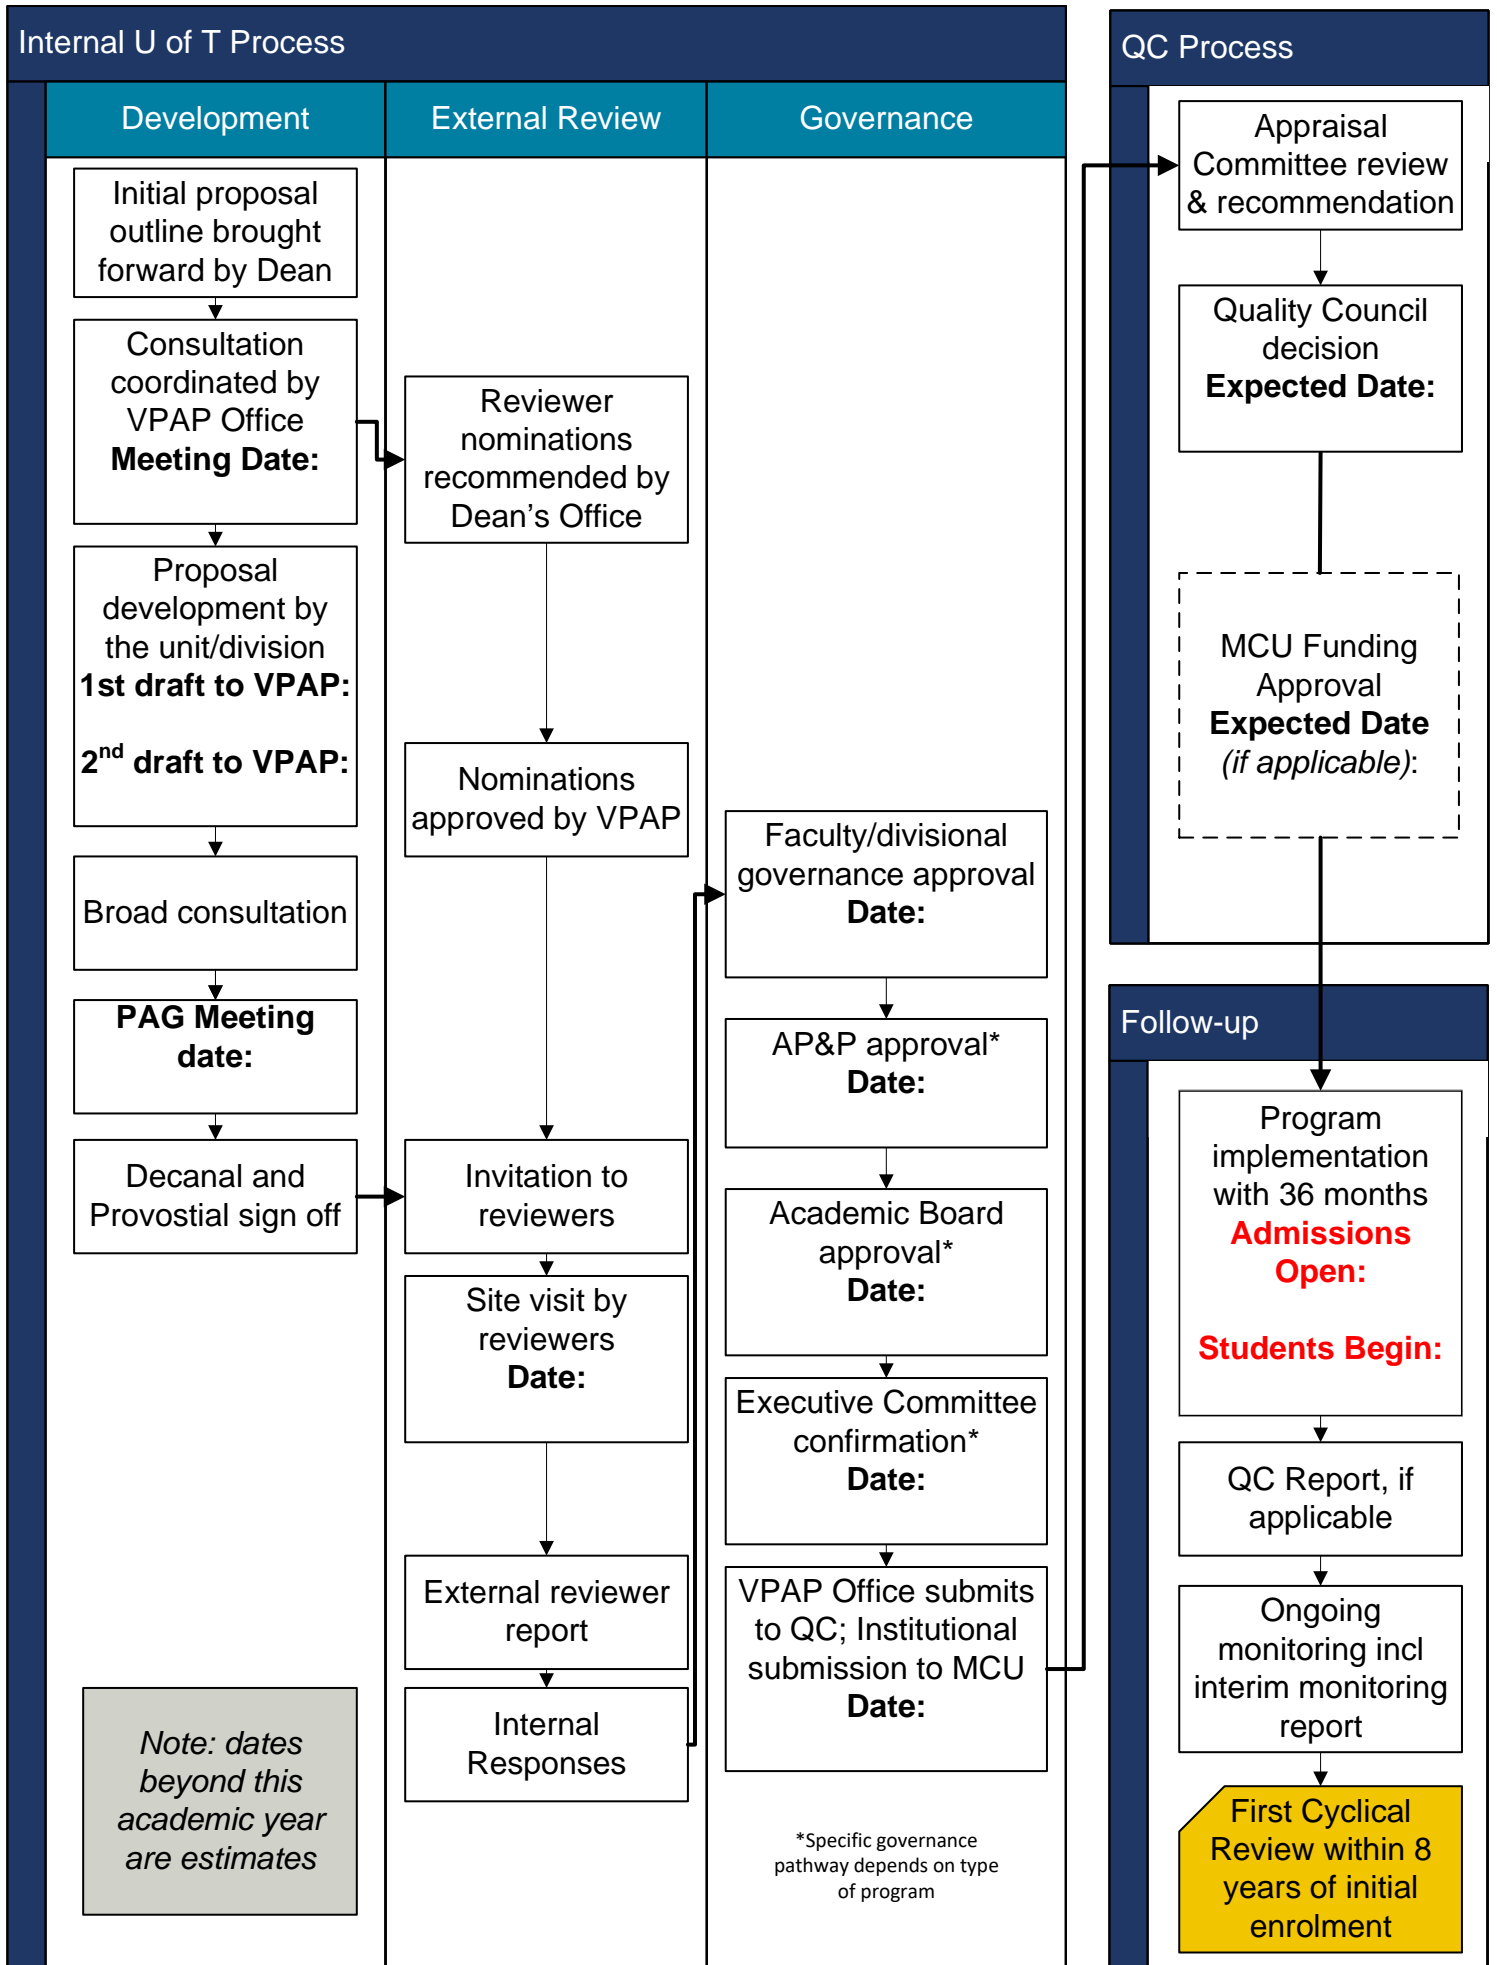 Internal U of T Process
Development
Initial proposal
outline brought
forward by Dean
Consultation
coordinated by
VPAP Office
Meeting Date:
Proposal
development by
the unit/division
1st draft to VPAP:
2nd draft to VPAP:
Broad consultation
PAG Meeting
date:
Decanal and
Provostial sign off
Note: dates
beyond this
academic year
are estimates
External Review
Reviewer
nominations
recommended by
Dean’s Office
Nominations
approved by VPAP
Invitation to
reviewers
Site visit by
reviewers
Date:
External reviewer
report
Internal
Responses
Governance
Faculty/divisional
governance approval
Date:
AP&P approval*
Date:
Academic Board
approval*
Date:
Executive Committee
confirmation*
Date:
VPAP Office submits
to QC; Institutional
submission to MCU
Date:
*Specific governance
pathway depends on type
of program
QC Process
Appraisal
Committee review
& recommendation
Quality Council
decision
Expected Date:
MCU Funding
Approval
Expected Date
(if applicable):
Follow-up
Program
implementation
with 36 months
Admissions
Open:
Students Begin:
QC Report, if
applicable
Ongoing
monitoring incl
interim monitoring
report
First Cyclical
Review within 8
years of initial
enrolment